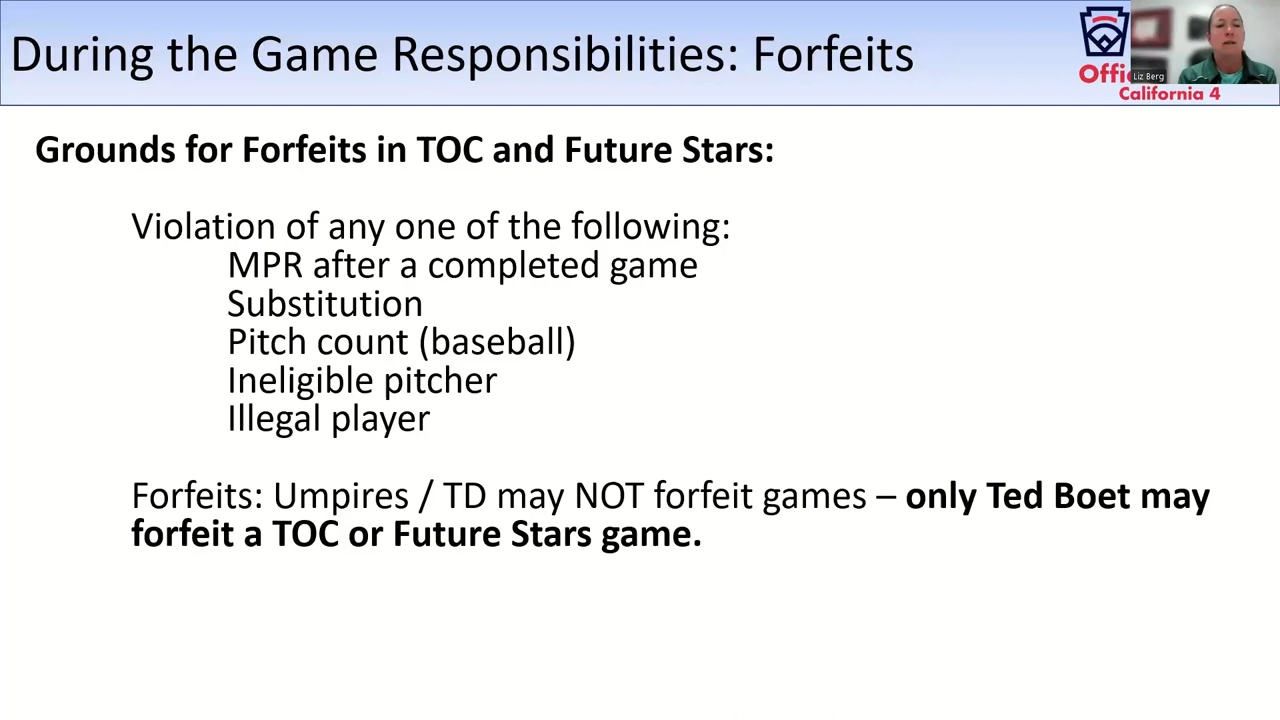 During the Game Responsibilities: Forfeits
Liz Berg
California 4
Grounds for Forfeits in TOC and Future Stars:
Violation of any one of the following:
MPR after a completed game
Substitution
Pitch count (baseball)
Ineligible pitcher
Illegal player
Forfeits: Umpires / TD may NOT forfeit games – only Ted Boet may
forfeit a TOC or Future Stars game.